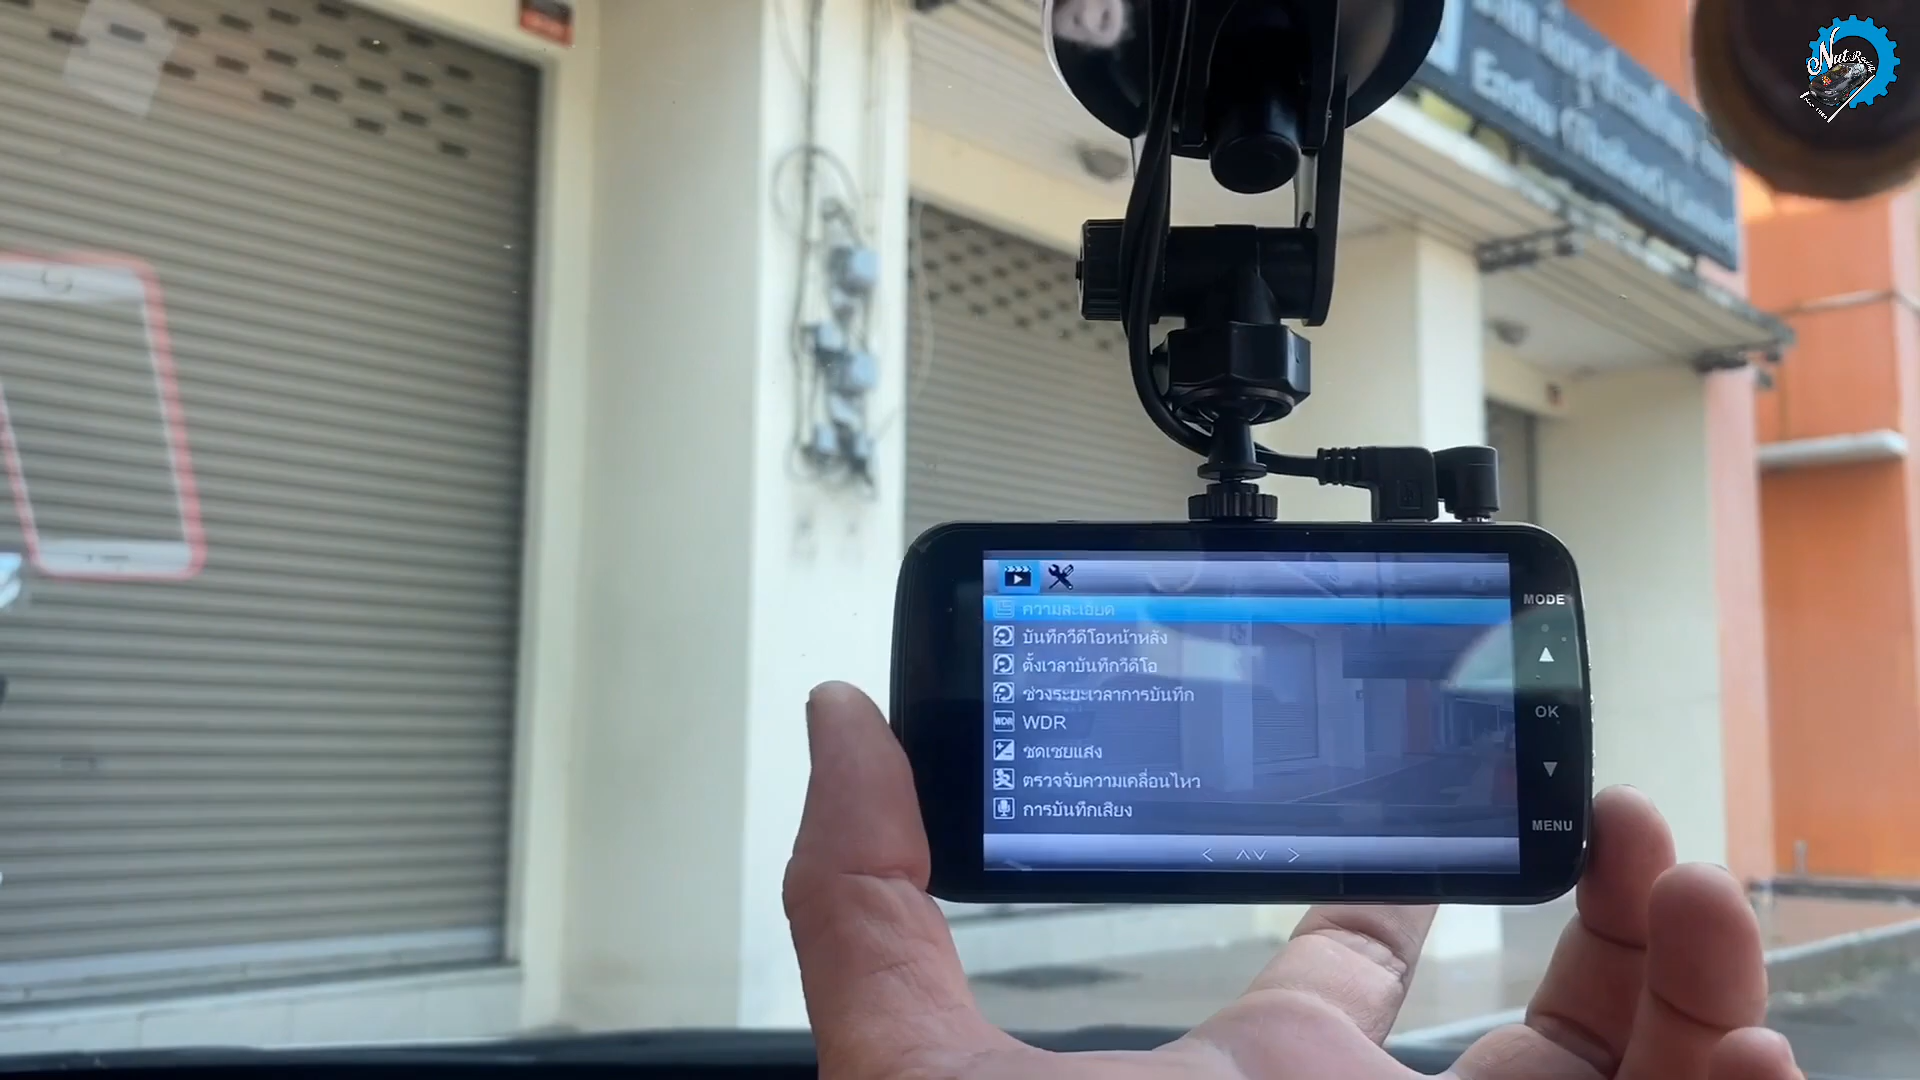 Nut
ความละเอียด
บันทึกวีดีโอหน้าหลัง
ตั้งเวลาบันทึกวีดีโอ
ช่วงระยะเวลาการบันทึก
WDR
ชดเชยแสง
ตรวจจับความเคลื่อนไหว
การบันทึกเสียง
MODE
OK
MENU